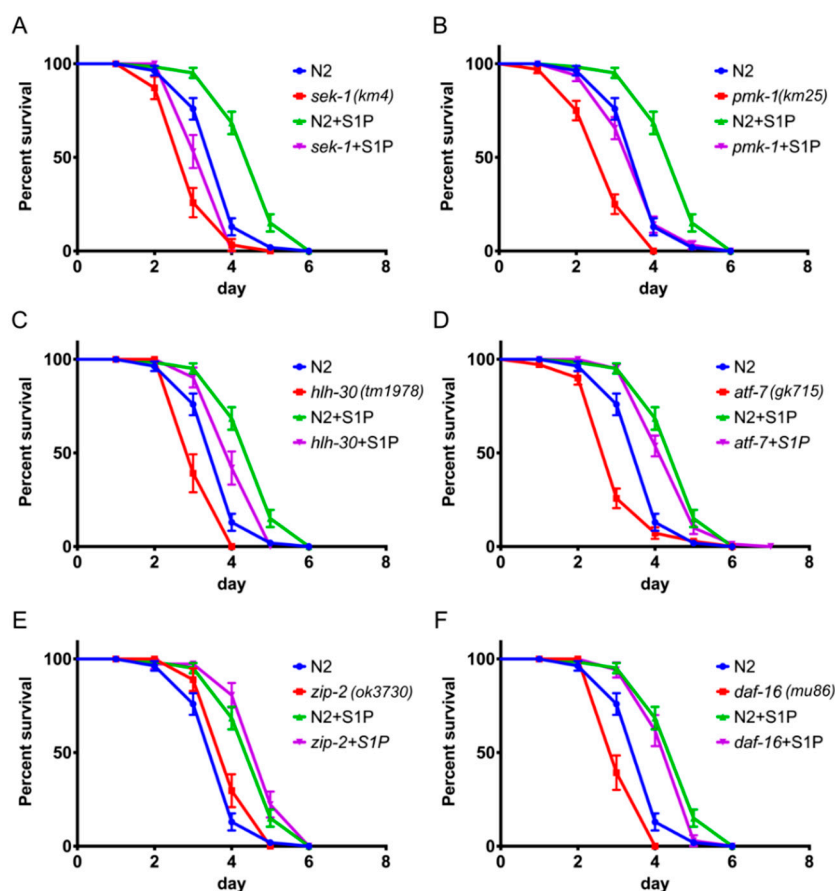 A
Percent survival
100
50
0
0 2 4 6 8
day
N2
sek-1(km4)
N2+S1P
sek-1+S1P
B
Percent survival
100
50
0
0 2 4 6 8
day
N2
pmk-1(km25)
N2+S1P
pmk-1+S1P
C
Percent survival
100
50
0
0 2 4 6 8
day
N2
hlh-30(tm1978)
N2+S1P
hlh-30+S1P
D
Percent survival
100
50
0
0 2 4 6 8
day
N2
atf-7(gk715)
N2+S1P
atf-7+S1P
E
Percent survival
100
50
0
0 2 4 6 8
day
N2
zip-2(ok3730)
N2+S1P
zip-2+S1P
F
Percent survival
100
50
0
0 2 4 6 8
day
N2
daf-16(mu86)
N2+S1P
daf-16+S1P